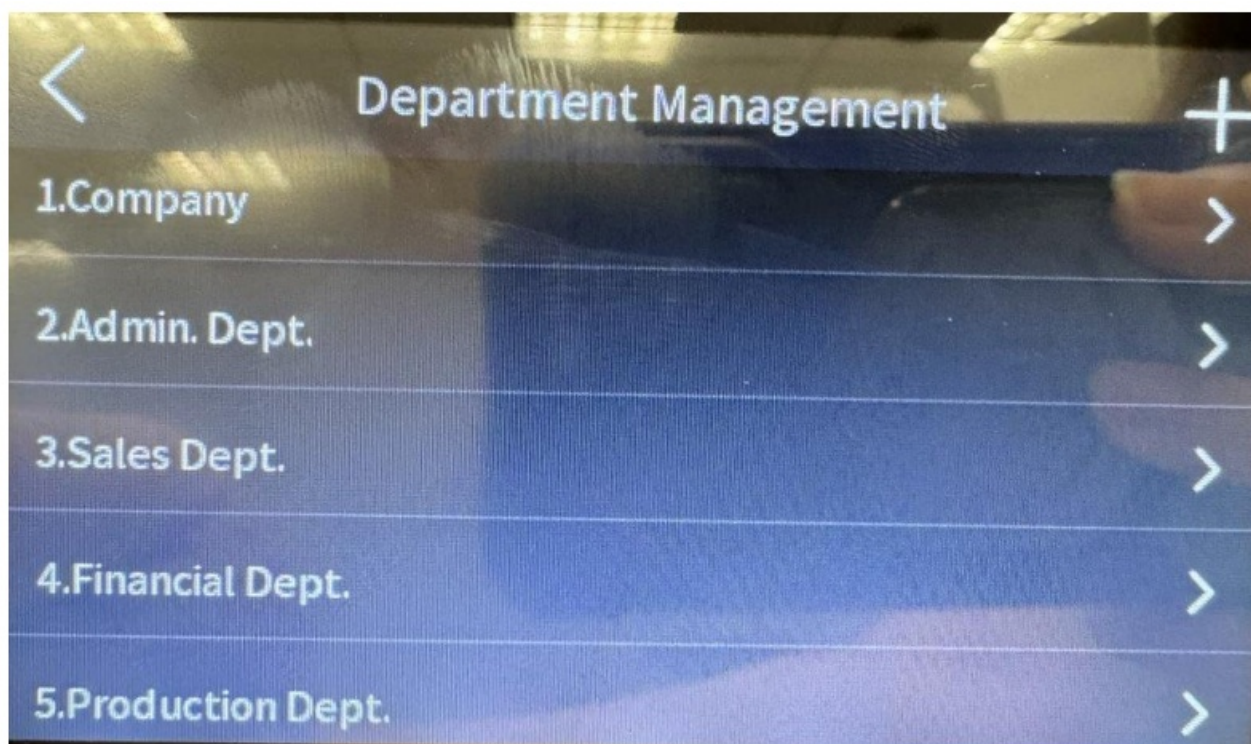 Department Management
1.Company
2.Admin. Dept.
3.Sales Dept.
4.Financial Dept.
5.Production Dept.